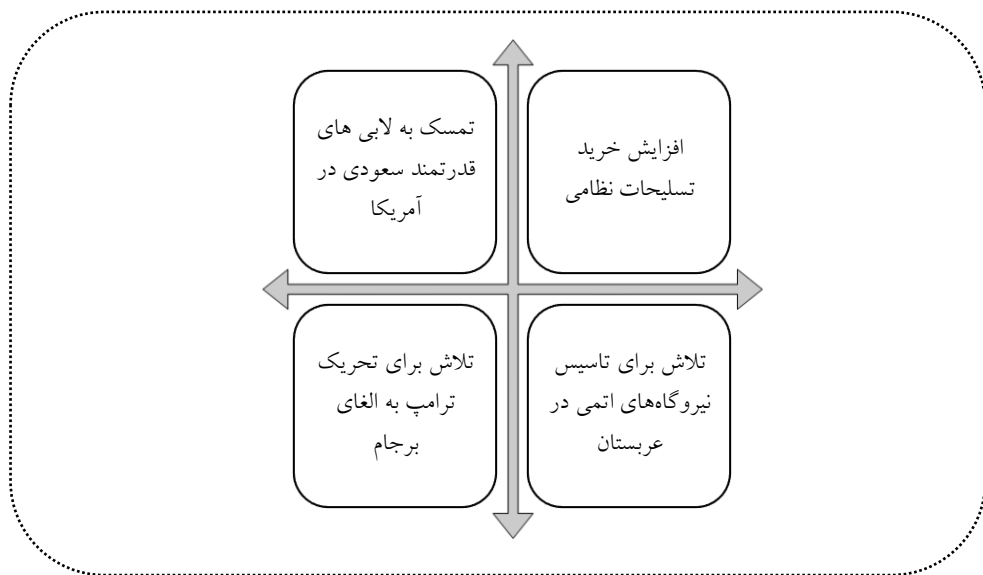 افزایش خرید
تسلیحات نظامی
تمسک به لابی های
قدرتمند سعودی در
آمریکا
تلاش برای تاسیس
نیروگاه‌های اتمی در
عربستان
تلاش برای تحریک
ترامپ به الغای
برجام